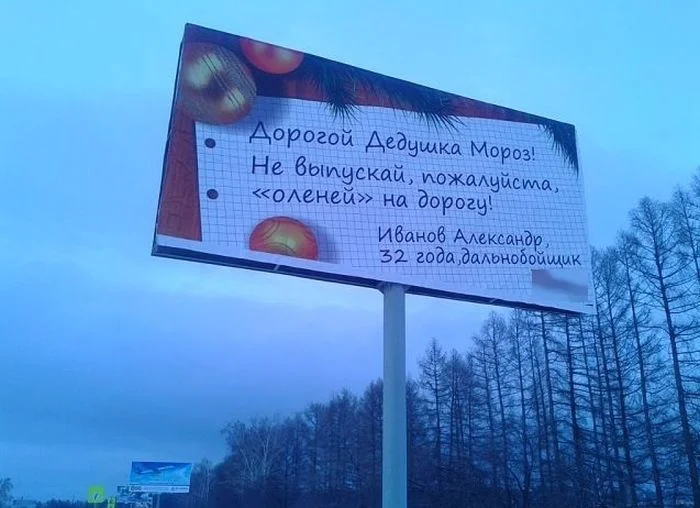 Дорогой Дедушка Мороз!
Не выпускай, пожалуйста,
«оленей» на дорогу!
Иванов Александр,
32 года,дальнобойщик